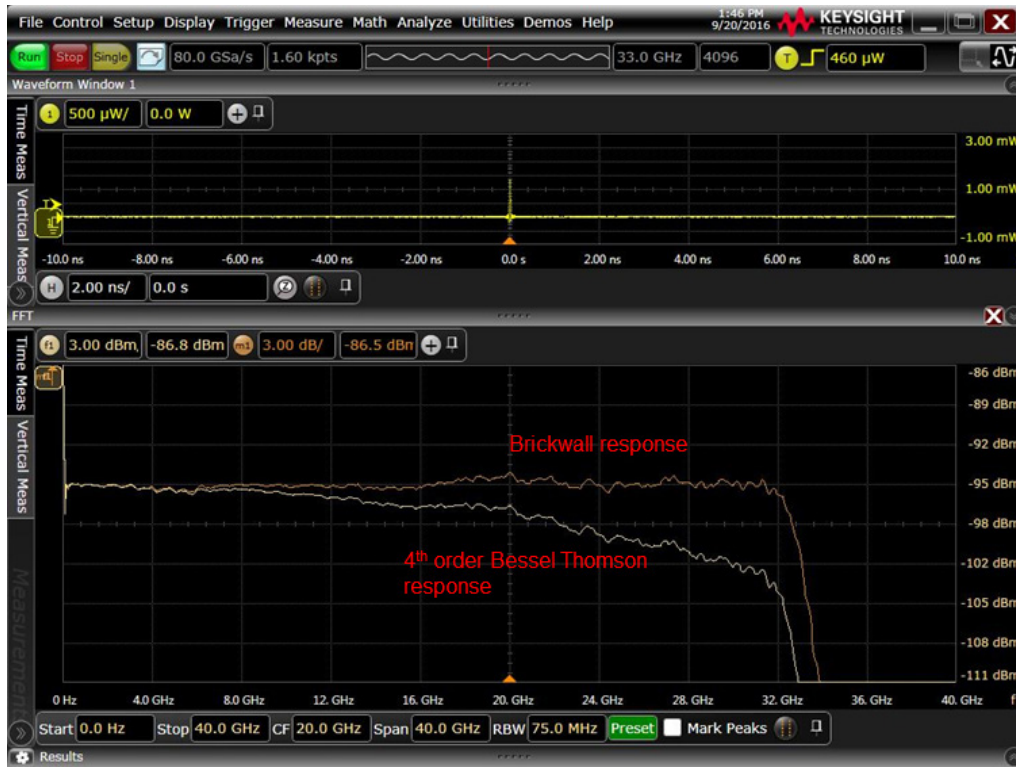 File Control Setup Display Trigger Measure Math Analyze Utilities Demos Help
1:46 PM
9/20/2016
KEYSIGHT
TECHNOLOGIES
Run Stop Single 80.0 GSa/s 1.60 kpts 33.0 GHz 4096 T 460 µW
Waveform Window 1
Time Meas
Vertical Meas
1 500 µW/ 0.0 W
3.00 mW
1.00 mW
-1.00 mW
-10.0 ns -8.00 ns -6.00 ns -4.00 ns -2.00 ns 0.0 s 2.00 ns 4.00 ns 6.00 ns 8.00 ns 10.0 ns
H 2.00 ns/ 0.0 s
FFT
Time Meas
Vertical Meas
f1 3.00 dBm, -86.8 dBm m1 3.00 dB/ -86.5 dBm
-86 dBm
-89 dBm
-92 dBm
Brickwall response
-95 dBm
-98 dBm
4th order Bessel Thomson
response
-102 dBm
-105 dBm
-108 dBm
-111 dBm
Measurement
0 Hz 4.0 GHz 8.0 GHz 12. GHz 16. GHz 20. GHz 24. GHz 28. GHz 32. GHz 36. GHz 40. GHz f
Start 0.0 Hz Stop 40.0 GHz CF 20.0 GHz Span 40.0 GHz RBW 75.0 MHz Preset Mark Peaks
Results